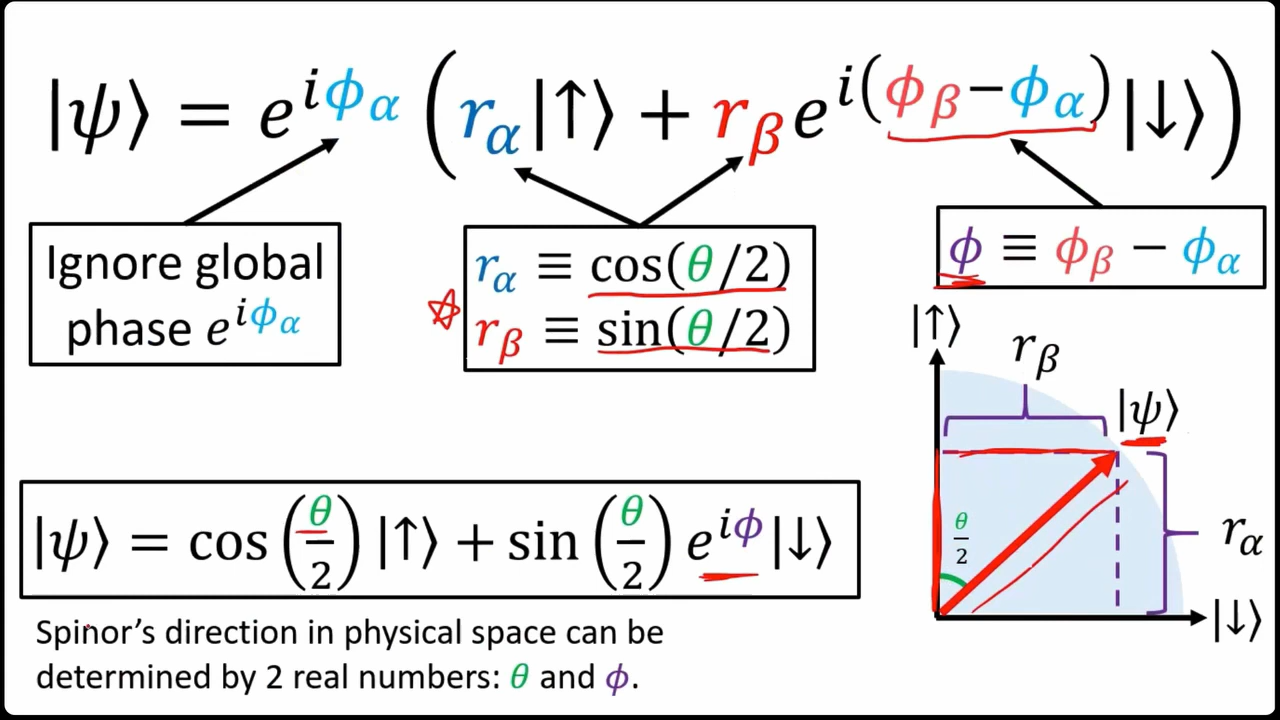 |ψ⟩ = e^{iϕ_α} (r_α|↑⟩ + r_β e^{i(ϕ_β−ϕ_α)}|↓⟩)
Ignore global
phase e^{iϕ_α}
r_α ≡ cos(θ/2)
r_β ≡ sin(θ/2)
ϕ ≡ ϕ_β − ϕ_α
|↑⟩
r_β
|ψ⟩
θ/2
r_α
|↓⟩
|ψ⟩ = cos(θ/2)|↑⟩ + sin(θ/2) e^{iϕ}|↓⟩
Spinor's direction in physical space can be
determined by 2 real numbers: θ and ϕ.